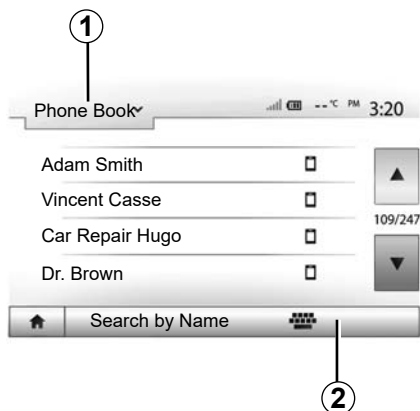 1
Phone Book
--°C PM 3:20
Adam Smith
Vincent Casse
109/247
Car Repair Hugo
Dr. Brown
Search by Name
2